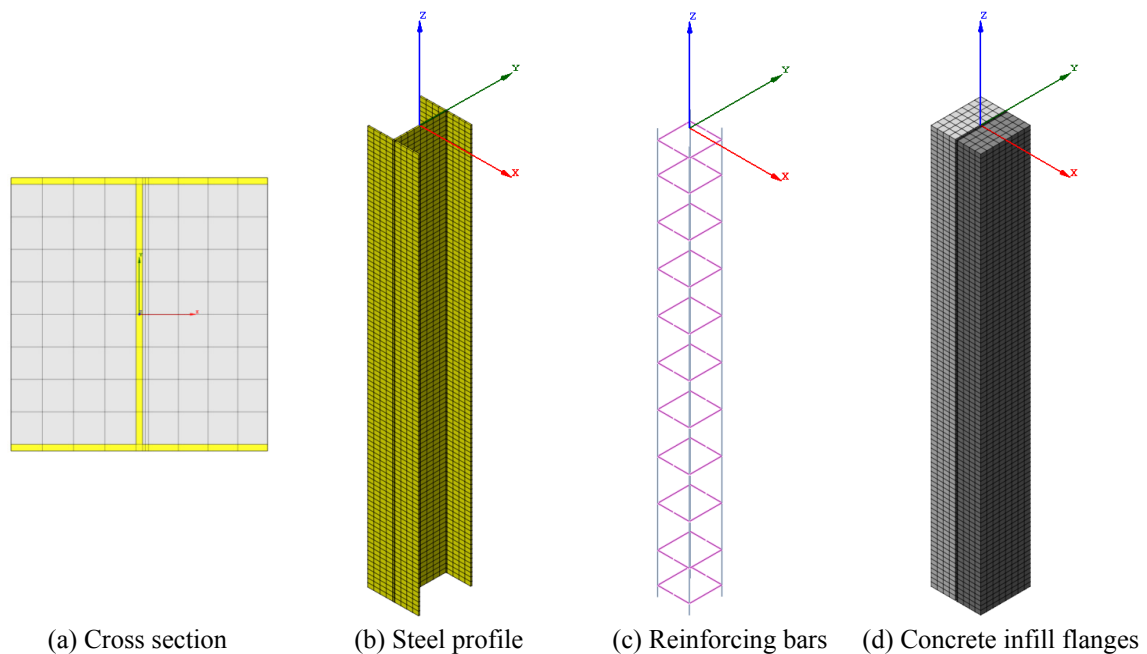 Z
Y
X
Z
Y
X
Z
Y
X
(a) Cross section
(b) Steel profile
(c) Reinforcing bars
(d) Concrete infill flanges